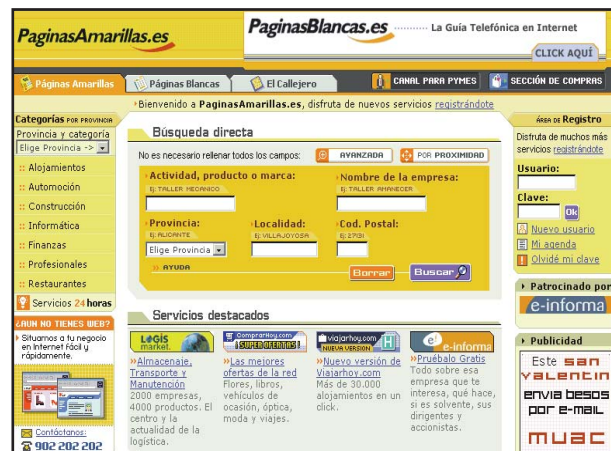 PaginasAmarillas.es
PaginasBlancas.es La Guía Telefónica en Internet
CLICK AQUÍ
Páginas Amarillas Páginas Blancas El Callejero CANAL PARA PYMES SECCIÓN DE COMPRAS
Bienvenido a PaginasAmarillas.es, disfruta de nuevos servicios registrándote
Categorías POR PROVINCIA
Provincia y categoría
Elige Provincia ->
Alojamientos
Automoción
Construcción
Informática
Finanzas
Profesionales
Restaurantes
Servicios 24 horas
¿AUN NO TIENES WEB?
Situamos a tu negocio
en Internet fácil y
rápidamente.
Contáctanos:
902 202 202
Búsqueda directa
No es necesario rellenar todos los campos: AVANZADA POR PROXIMIDAD
Actividad, producto o marca: Nombre de la empresa:
Ej: TALLER MECANICO Ej: TALLER AMANECER
Provincia: Localidad: Cod. Postal:
Ej: ALICANTE Ej: VILLAJOYOSA Ej: 27131
Elige Provincia
AYUDA Borrar Buscar
Servicios destacados
LOGIS
market.
»Almacenaje,
Transporte y
Manutención
2000 empresas,
4000 productos. El
centro y la
actualidad de la
logística.
ComprarHoy.com
¡SUPEROFERTAS!
»Las mejores
ofertas de la red
Flores, libros,
vehículos de
ocasión, óptica,
moda y viajes.
viajarhoy.com
NUEVA VERSION
»Nuevo versión de
Viajarhoy.com
Más de 30.000
alojamientos en un
click.
e-informa
»Pruébalo Gratis
Todo sobre esa
empresa que te
interesa, qué hace,
si es solvente, sus
dirigentes y
accionistas.
ÁREA DE Registro
Disfruta de muchos más
servicios registrándote
Usuario:
Clave:
Ok
Nuevo usuario
Mi agenda
Olvidé mi clave
Patrocinado por
e-informa
Publicidad
Este san
valentin
envia besos
por e-mail
muac